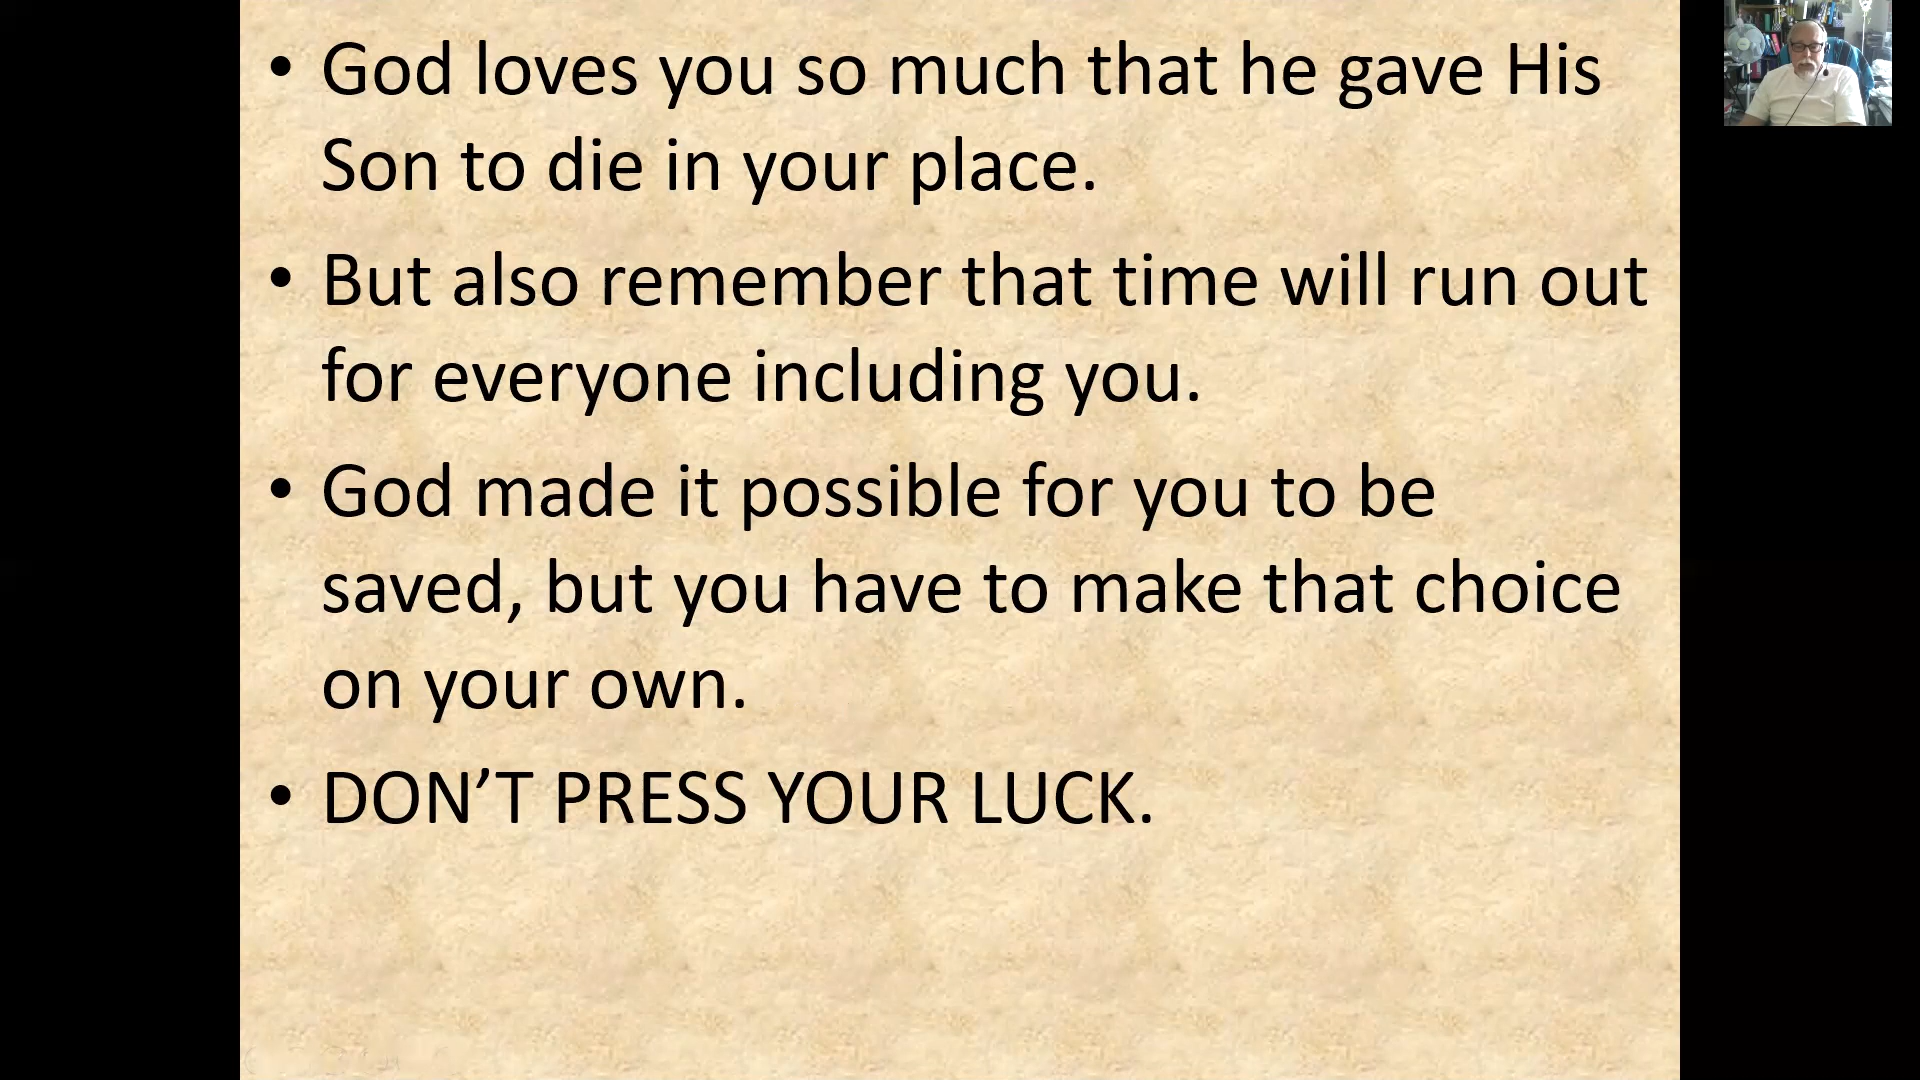 • God loves you so much that he gave His
Son to die in your place.
• But also remember that time will run out
for everyone including you.
• God made it possible for you to be
saved, but you have to make that choice
on your own.
• DON’T PRESS YOUR LUCK.